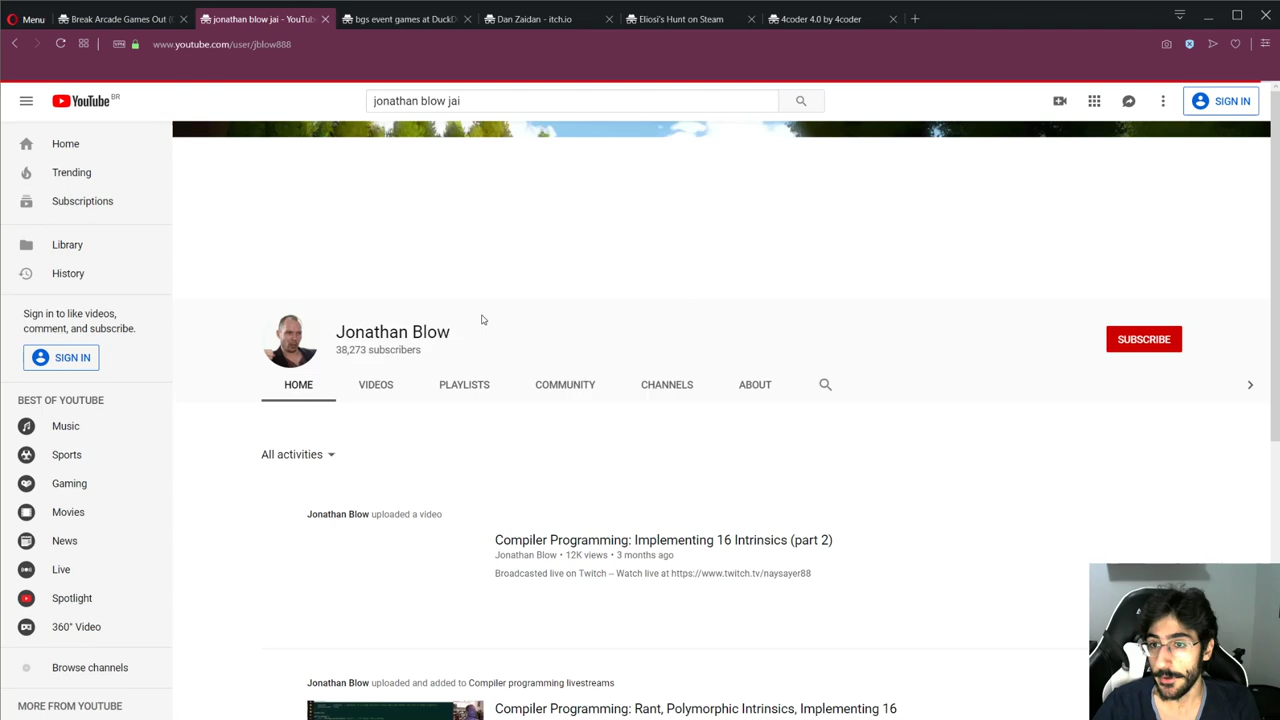 Menu
Break Arcade Games Out (
jonathan blow jai - YouTub
bgs event games at DuckD
Dan Zaidan - itch.io
Eliosi's Hunt on Steam
4coder 4.0 by 4coder
VPN
www.youtube.com/user/jblow888
YouTube BR
jonathan blow jai
SIGN IN
Home
Trending
Subscriptions
Library
History
Sign in to like videos,
comment, and subscribe.
SIGN IN
BEST OF YOUTUBE
Music
Sports
Gaming
Movies
News
Live
Spotlight
360° Video
Browse channels
MORE FROM YOUTUBE
Jonathan Blow
38,273 subscribers
SUBSCRIBE
HOME
VIDEOS
PLAYLISTS
COMMUNITY
CHANNELS
ABOUT
All activities
Jonathan Blow uploaded a video
Compiler Programming: Implementing 16 Intrinsics (part 2)
Jonathan Blow • 12K views • 3 months ago
Broadcasted live on Twitch -- Watch live at https://www.twitch.tv/naysayer88
Jonathan Blow uploaded and added to Compiler programming livestreams
Compiler Programming: Rant, Polymorphic Intrinsics, Implementing 16